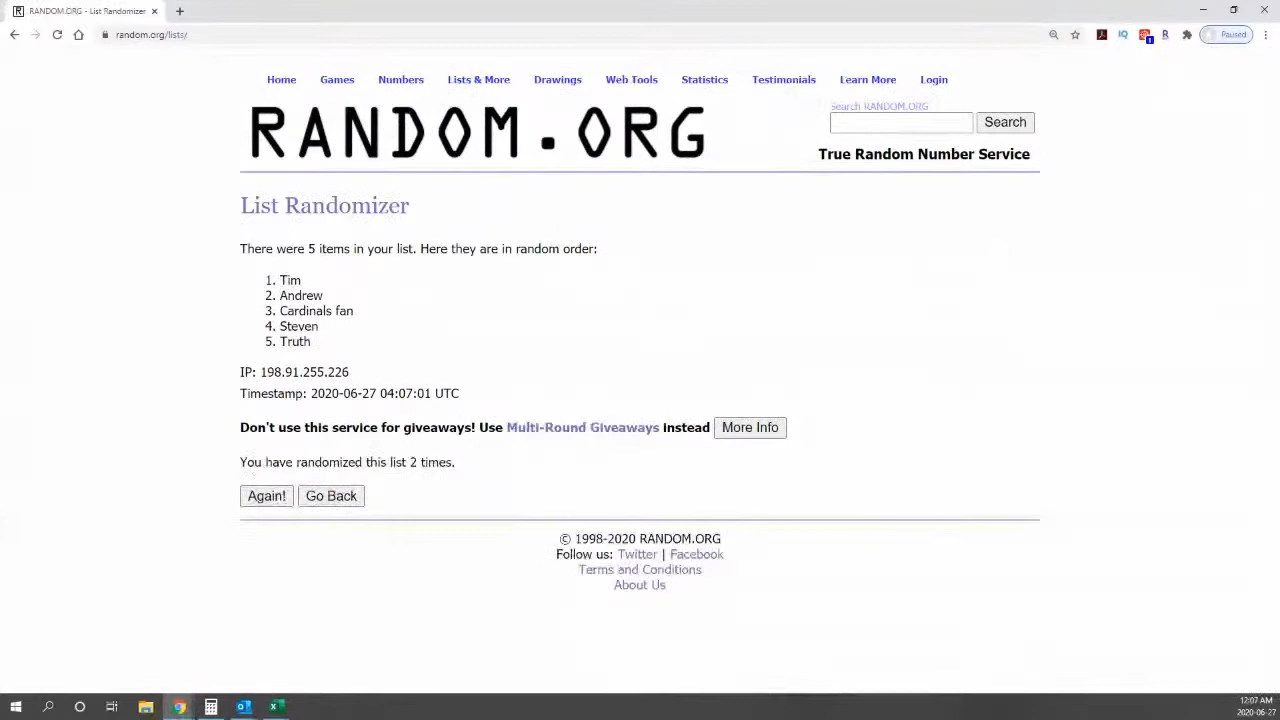 RANDOM.ORG - List Randomizer
random.org/lists/
Paused
Home Games Numbers Lists & More Drawings Web Tools Statistics Testimonials Learn More Login
Search RANDOM.ORG
RANDOM.ORG
Search
True Random Number Service
List Randomizer
There were 5 items in your list. Here they are in random order:
1. Tim
2. Andrew
3. Cardinals fan
4. Steven
5. Truth
IP: 198.91.255.226
Timestamp: 2020-06-27 04:07:01 UTC
Don't use this service for giveaways! Use Multi-Round Giveaways instead More Info
You have randomized this list 2 times.
Again! Go Back
© 1998-2020 RANDOM.ORG
Follow us: Twitter | Facebook
Terms and Conditions
About Us
12:07 AM
2020-06-27